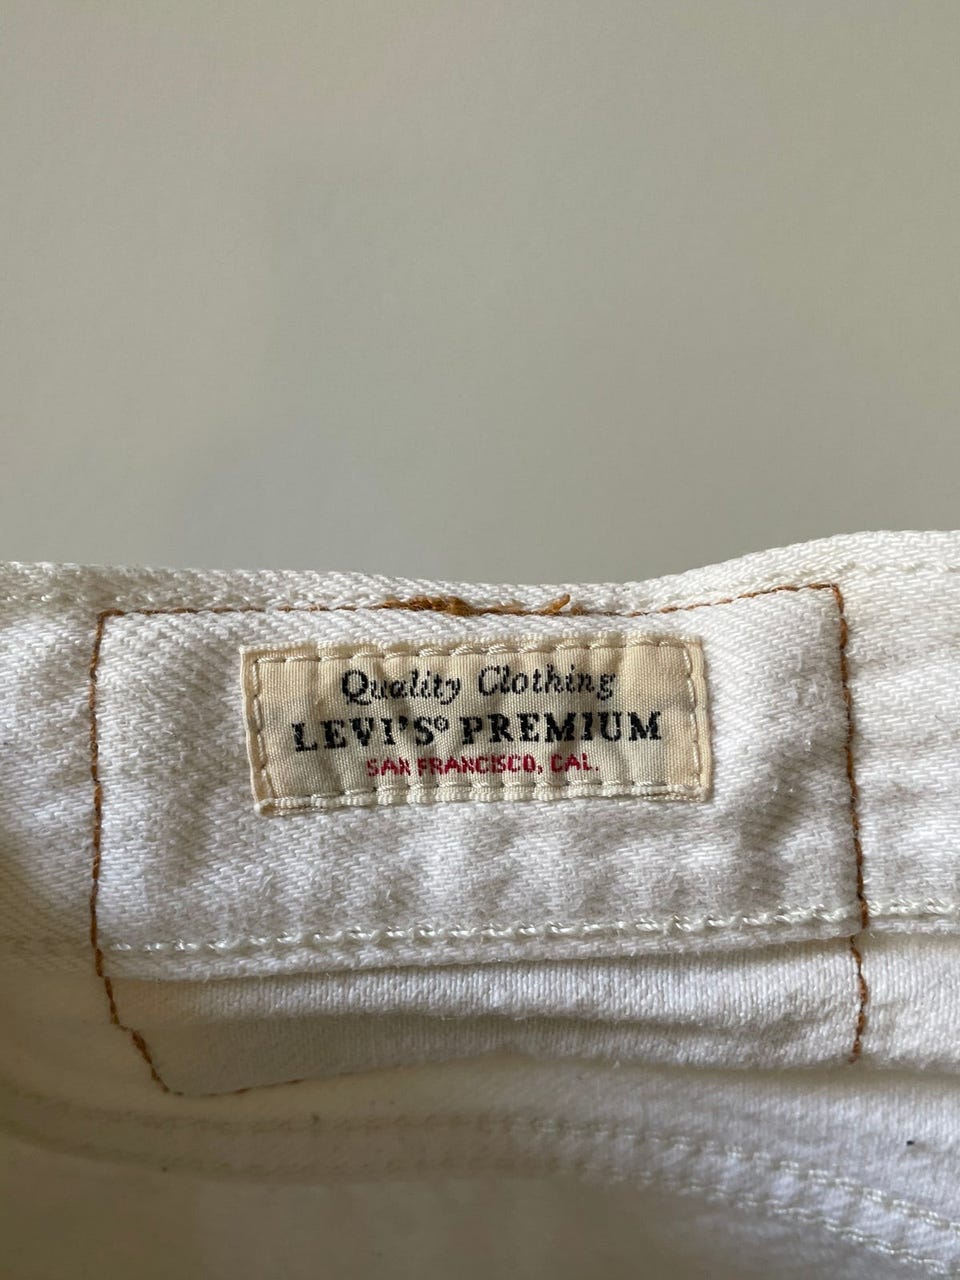 Quality Clothing
LEVI'S® PREMIUM
SAN FRANCISCO, CAL.